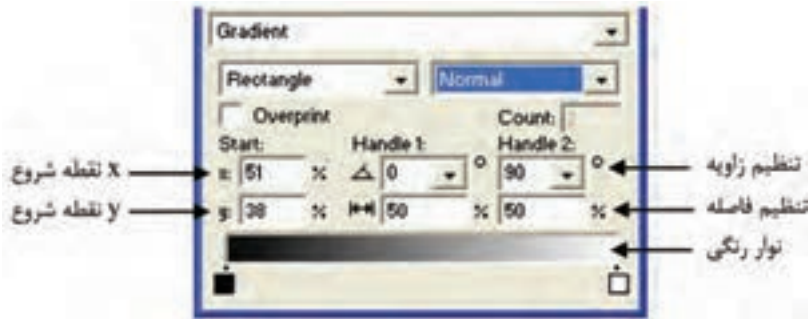 Gradient
Rectangle Normal
Overprint Count:
Start: Handle 1: Handle 2:
x نقطه شروع x: 51 % 0 ° 90 ° تنظیم زاویه
y نقطه شروع y: 38 % 50 % 50 % تنظیم فاصله
نوار رنگی